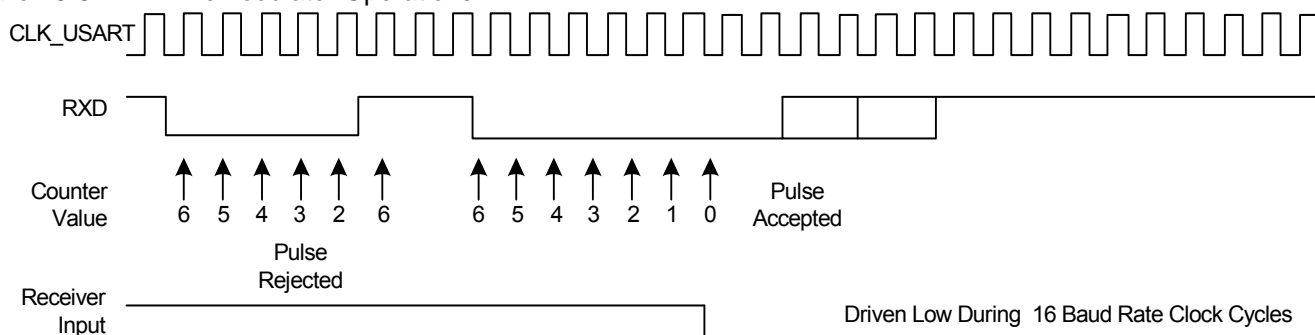 CLK_USART
RXD
Counter
Value
6 5 4 3 2 6 6 5 4 3 2 1 0
Pulse
Accepted
Pulse
Rejected
Receiver
Input
Driven Low During 16 Baud Rate Clock Cycles